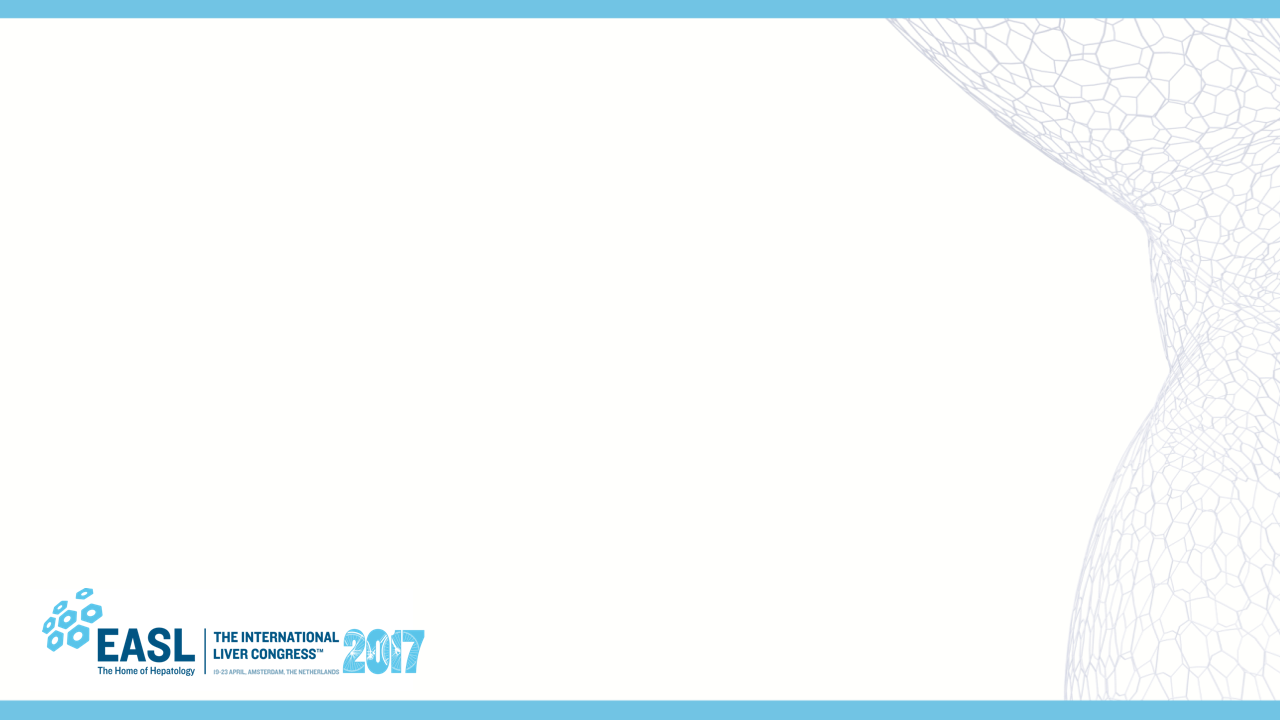 EASL
The Home of Hepatology
THE INTERNATIONAL
LIVER CONGRESS™
19-23 APRIL, AMSTERDAM, THE NETHERLANDS
2017